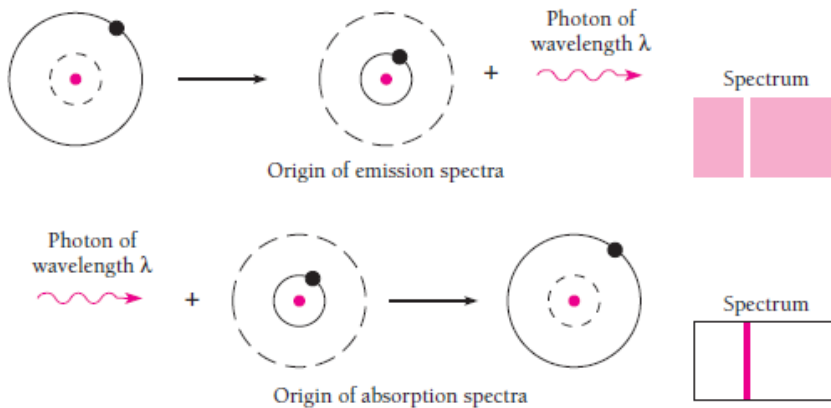 Photon of
wavelength λ
+
Spectrum
Origin of emission spectra
Photon of
wavelength λ
+
Spectrum
Origin of absorption spectra